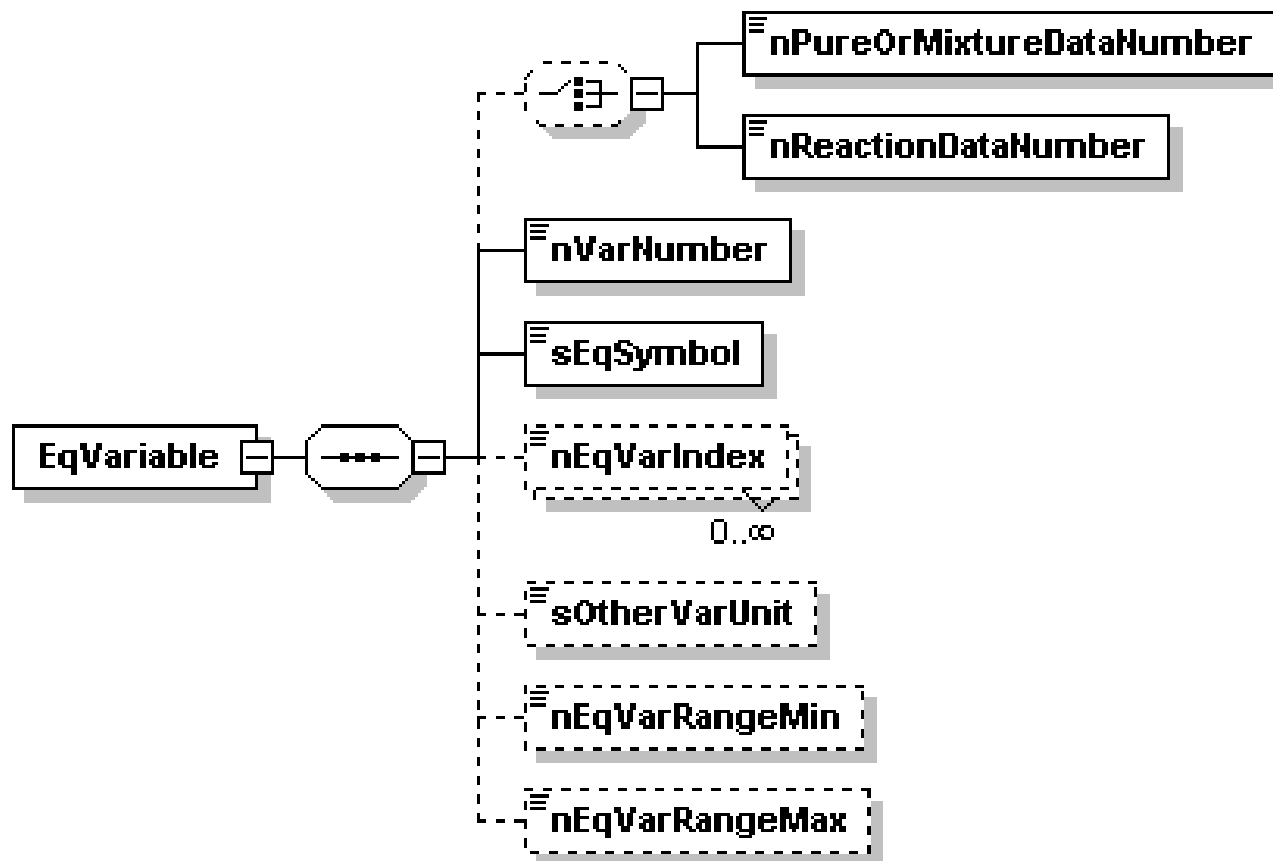 nPureOrMixtureDataNumber
nReactionDataNumber
nVarNumber
sEqSymbol
EqVariable
nEqVarIndex
0..∞
sOtherVarUnit
nEqVarRangeMin
nEqVarRangeMax